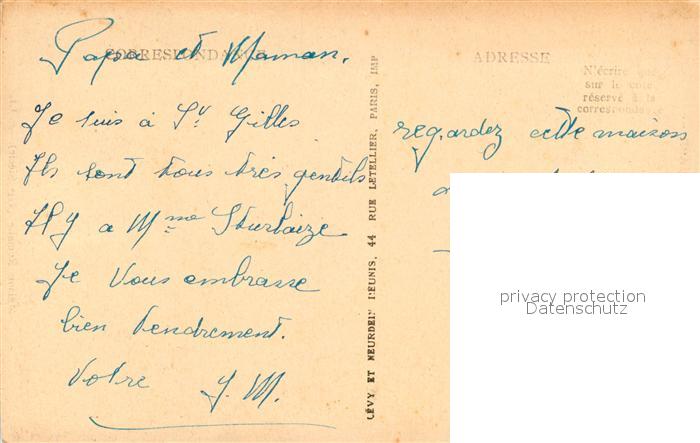 CORRESPONDANCE
Papa et Maman.
Je suis à St Gilles
Ils sont tous très gentils
Il y a Mme
Je vous embrasse
bien tendrement.
Votre J. M.
LÉVY ET NEURDEIN RÉUNIS, 44 RUE LETELLIER, PARIS, IMP
ADRESSE
N'écrire que
sur le côté
réservé à la
correspondance
regardez cette maison
privacy protection
Datenschutz